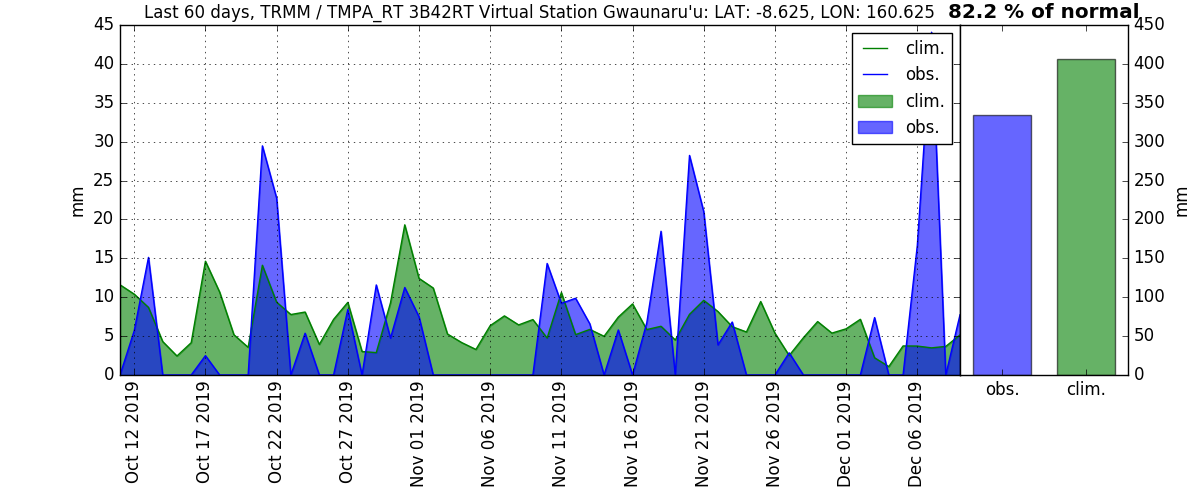 Last 60 days, TRMM / TMPA_RT 3B42RT Virtual Station Gwaunaru'u: LAT: -8.625, LON: 160.625 82.2 % of normal
45
40
35
30
25
20
15
10
5
0
mm
clim.
obs.
clim.
obs.
450
400
350
300
250
200
150
100
50
0
mm
Oct 12 2019
Oct 17 2019
Oct 22 2019
Oct 27 2019
Nov 01 2019
Nov 06 2019
Nov 11 2019
Nov 16 2019
Nov 21 2019
Nov 26 2019
Dec 01 2019
Dec 06 2019
obs.
clim.